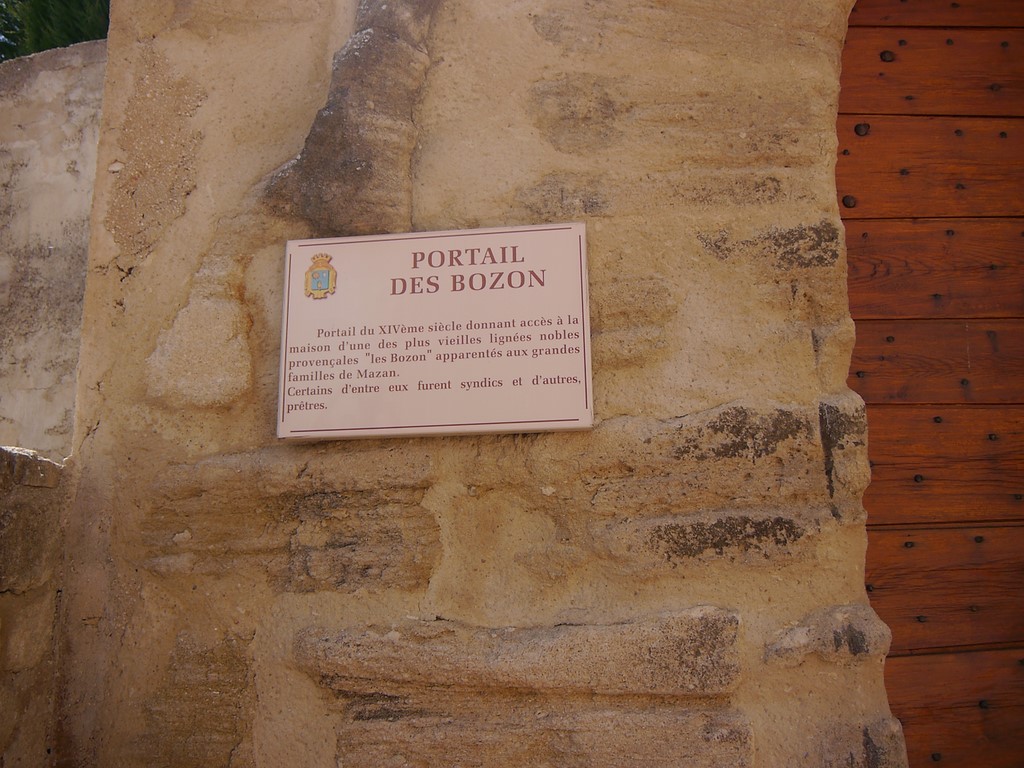 PORTAIL
DES BOZON
Portail du XIVème siècle donnant accès à la
maison d'une des plus vieilles lignées nobles
provençales "les Bozon" apparentés aux grandes
familles de Mazan.
Certains d'entre eux furent syndics et d'autres,
prêtres.